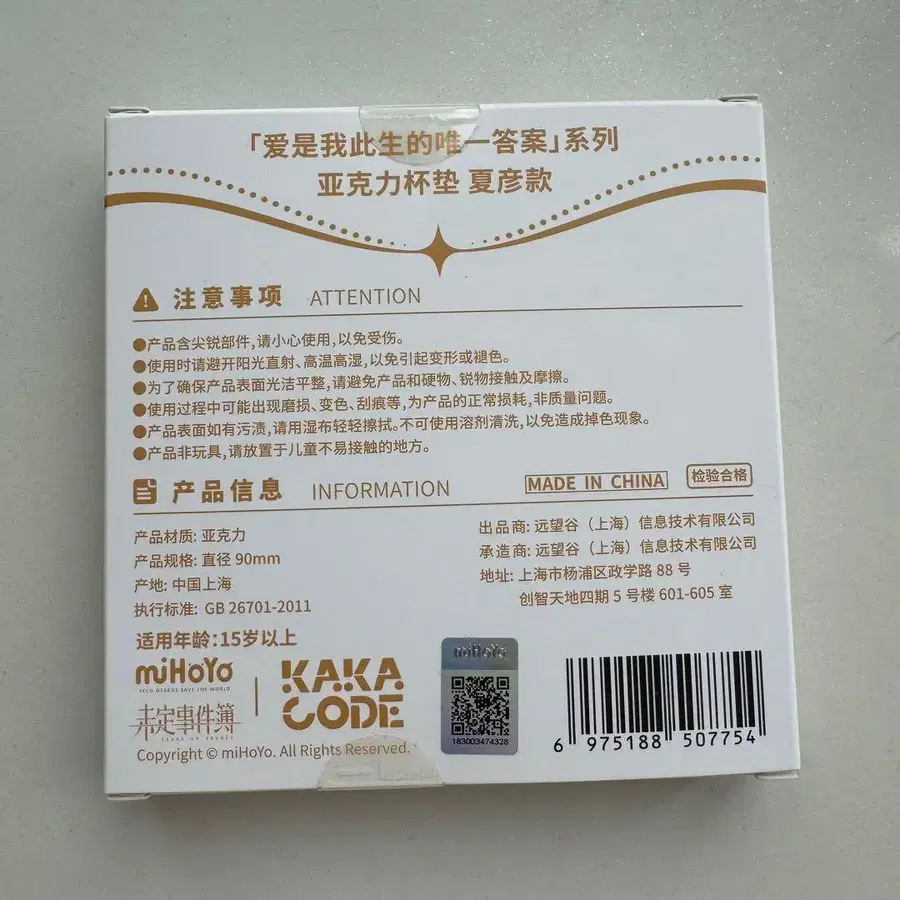 「爱是我此生的唯一答案」系列
亚克力杯垫 夏彦款
注意事项 ATTENTION
●产品含尖锐部件,请小心使用,以免受伤。
●使用时请避开阳光直射、高温高湿,以免引起变形或褪色。
●为了确保产品表面光洁平整,请避免产品和硬物、锐物接触及摩擦。
●使用过程中可能出现磨损、变色、刮痕等,为产品的正常损耗,非质量问题。
●产品表面如有污渍,请用湿布轻轻擦拭。不可使用溶剂清洗,以免造成掉色现象。
●产品非玩具,请放置于儿童不易接触的地方。
产品信息 INFORMATION
MADE IN CHINA
检验合格
产品材质: 亚克力
产品规格: 直径 90mm
产地: 中国上海
执行标准: GB 26701-2011
适用年龄:15岁以上
出品商: 远望谷（上海）信息技术有限公司
承造商: 远望谷（上海）信息技术有限公司
地址: 上海市杨浦区政学路 88 号
创智天地四期 5 号楼 601-605 室
miHoYo
TECH OTAKUS SAVE THE WORLD
未定事件簿
TEARS OF THEMIS
KAKA
CODE
Copyright © miHoYo. All Rights Reserved.
miHoYo
183003474328
6 975188 507754